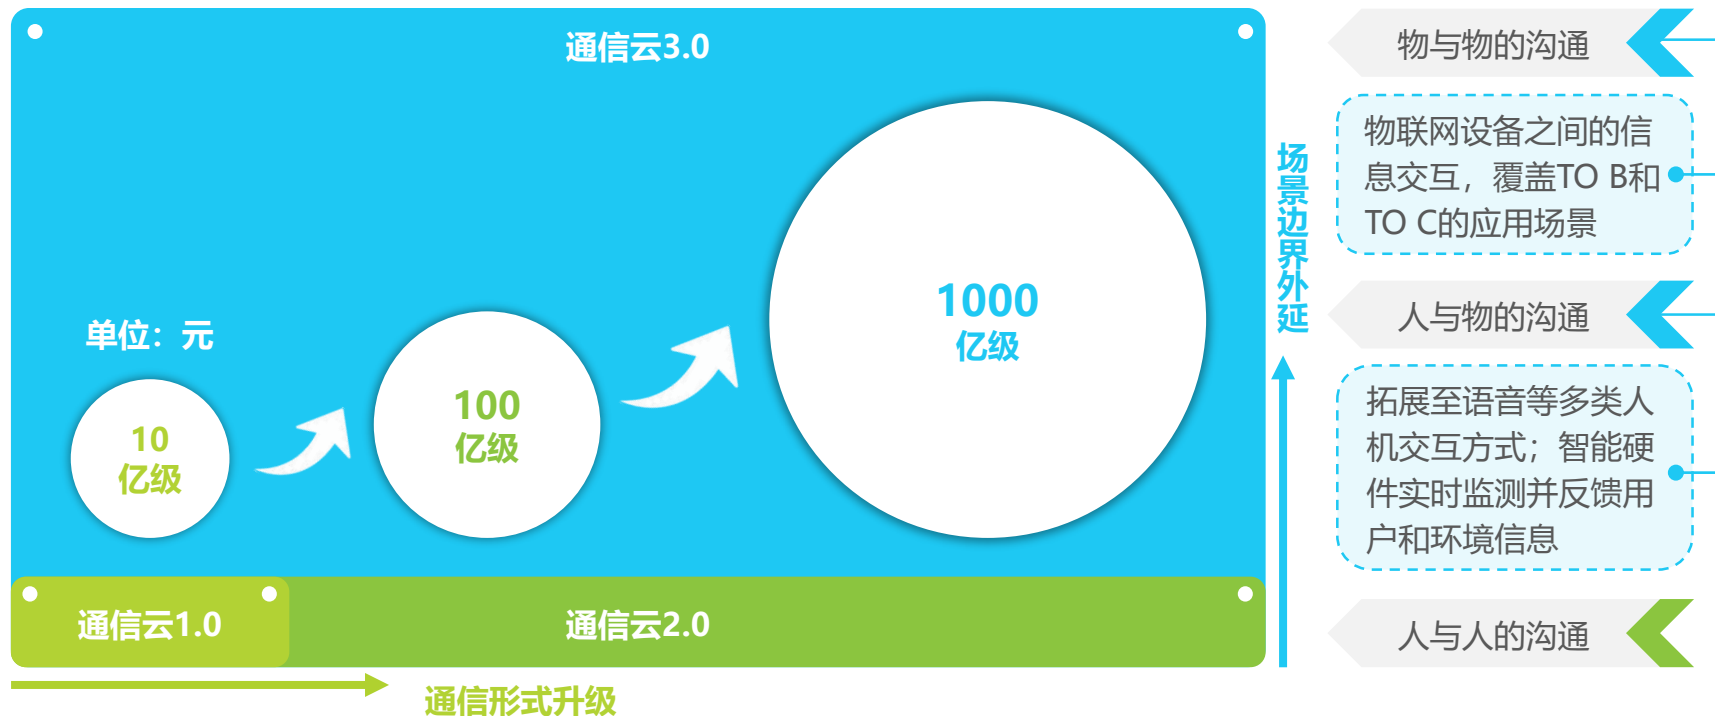 通信云3.0
单位：元
10
亿级
100
亿级
1000
亿级
通信云1.0
通信云2.0
通信形式升级
场景边界外延
物与物的沟通
物联网设备之间的信
息交互，覆盖TO B和
TO C的应用场景
人与物的沟通
拓展至语音等多类人
机交互方式；智能硬
件实时监测并反馈用
户和环境信息
人与人的沟通